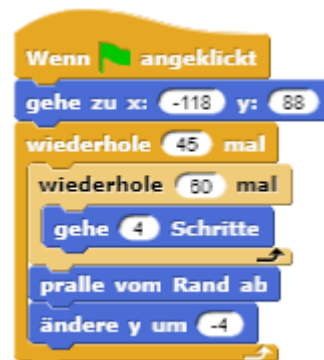 Wenn angeklickt
gehe zu x: -118 y: 88
wiederhole 45 mal
wiederhole 60 mal
gehe 4 Schritte
pralle vom Rand ab
ändere y um -4